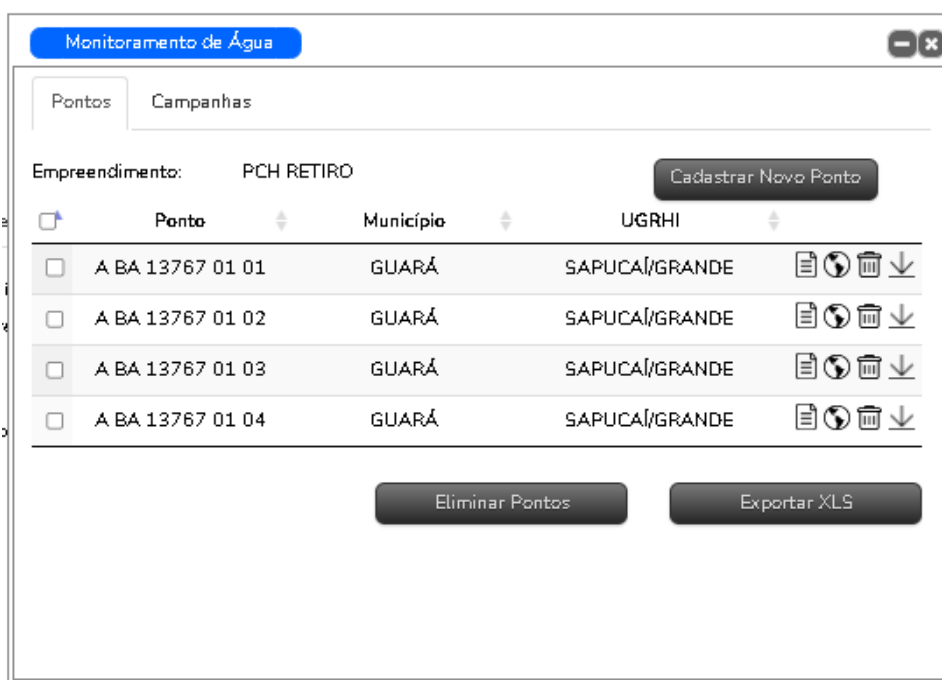 Monitoramento de Água
Pontos Campanhas
Empreendimento: PCH RETIRO Cadastrar Novo Ponto
Ponto Município UGRHI
A BA 13767 01 01 GUARÁ SAPUCAÍ/GRANDE
A BA 13767 01 02 GUARÁ SAPUCAÍ/GRANDE
A BA 13767 01 03 GUARÁ SAPUCAÍ/GRANDE
A BA 13767 01 04 GUARÁ SAPUCAÍ/GRANDE
Eliminar Pontos Exportar XLS